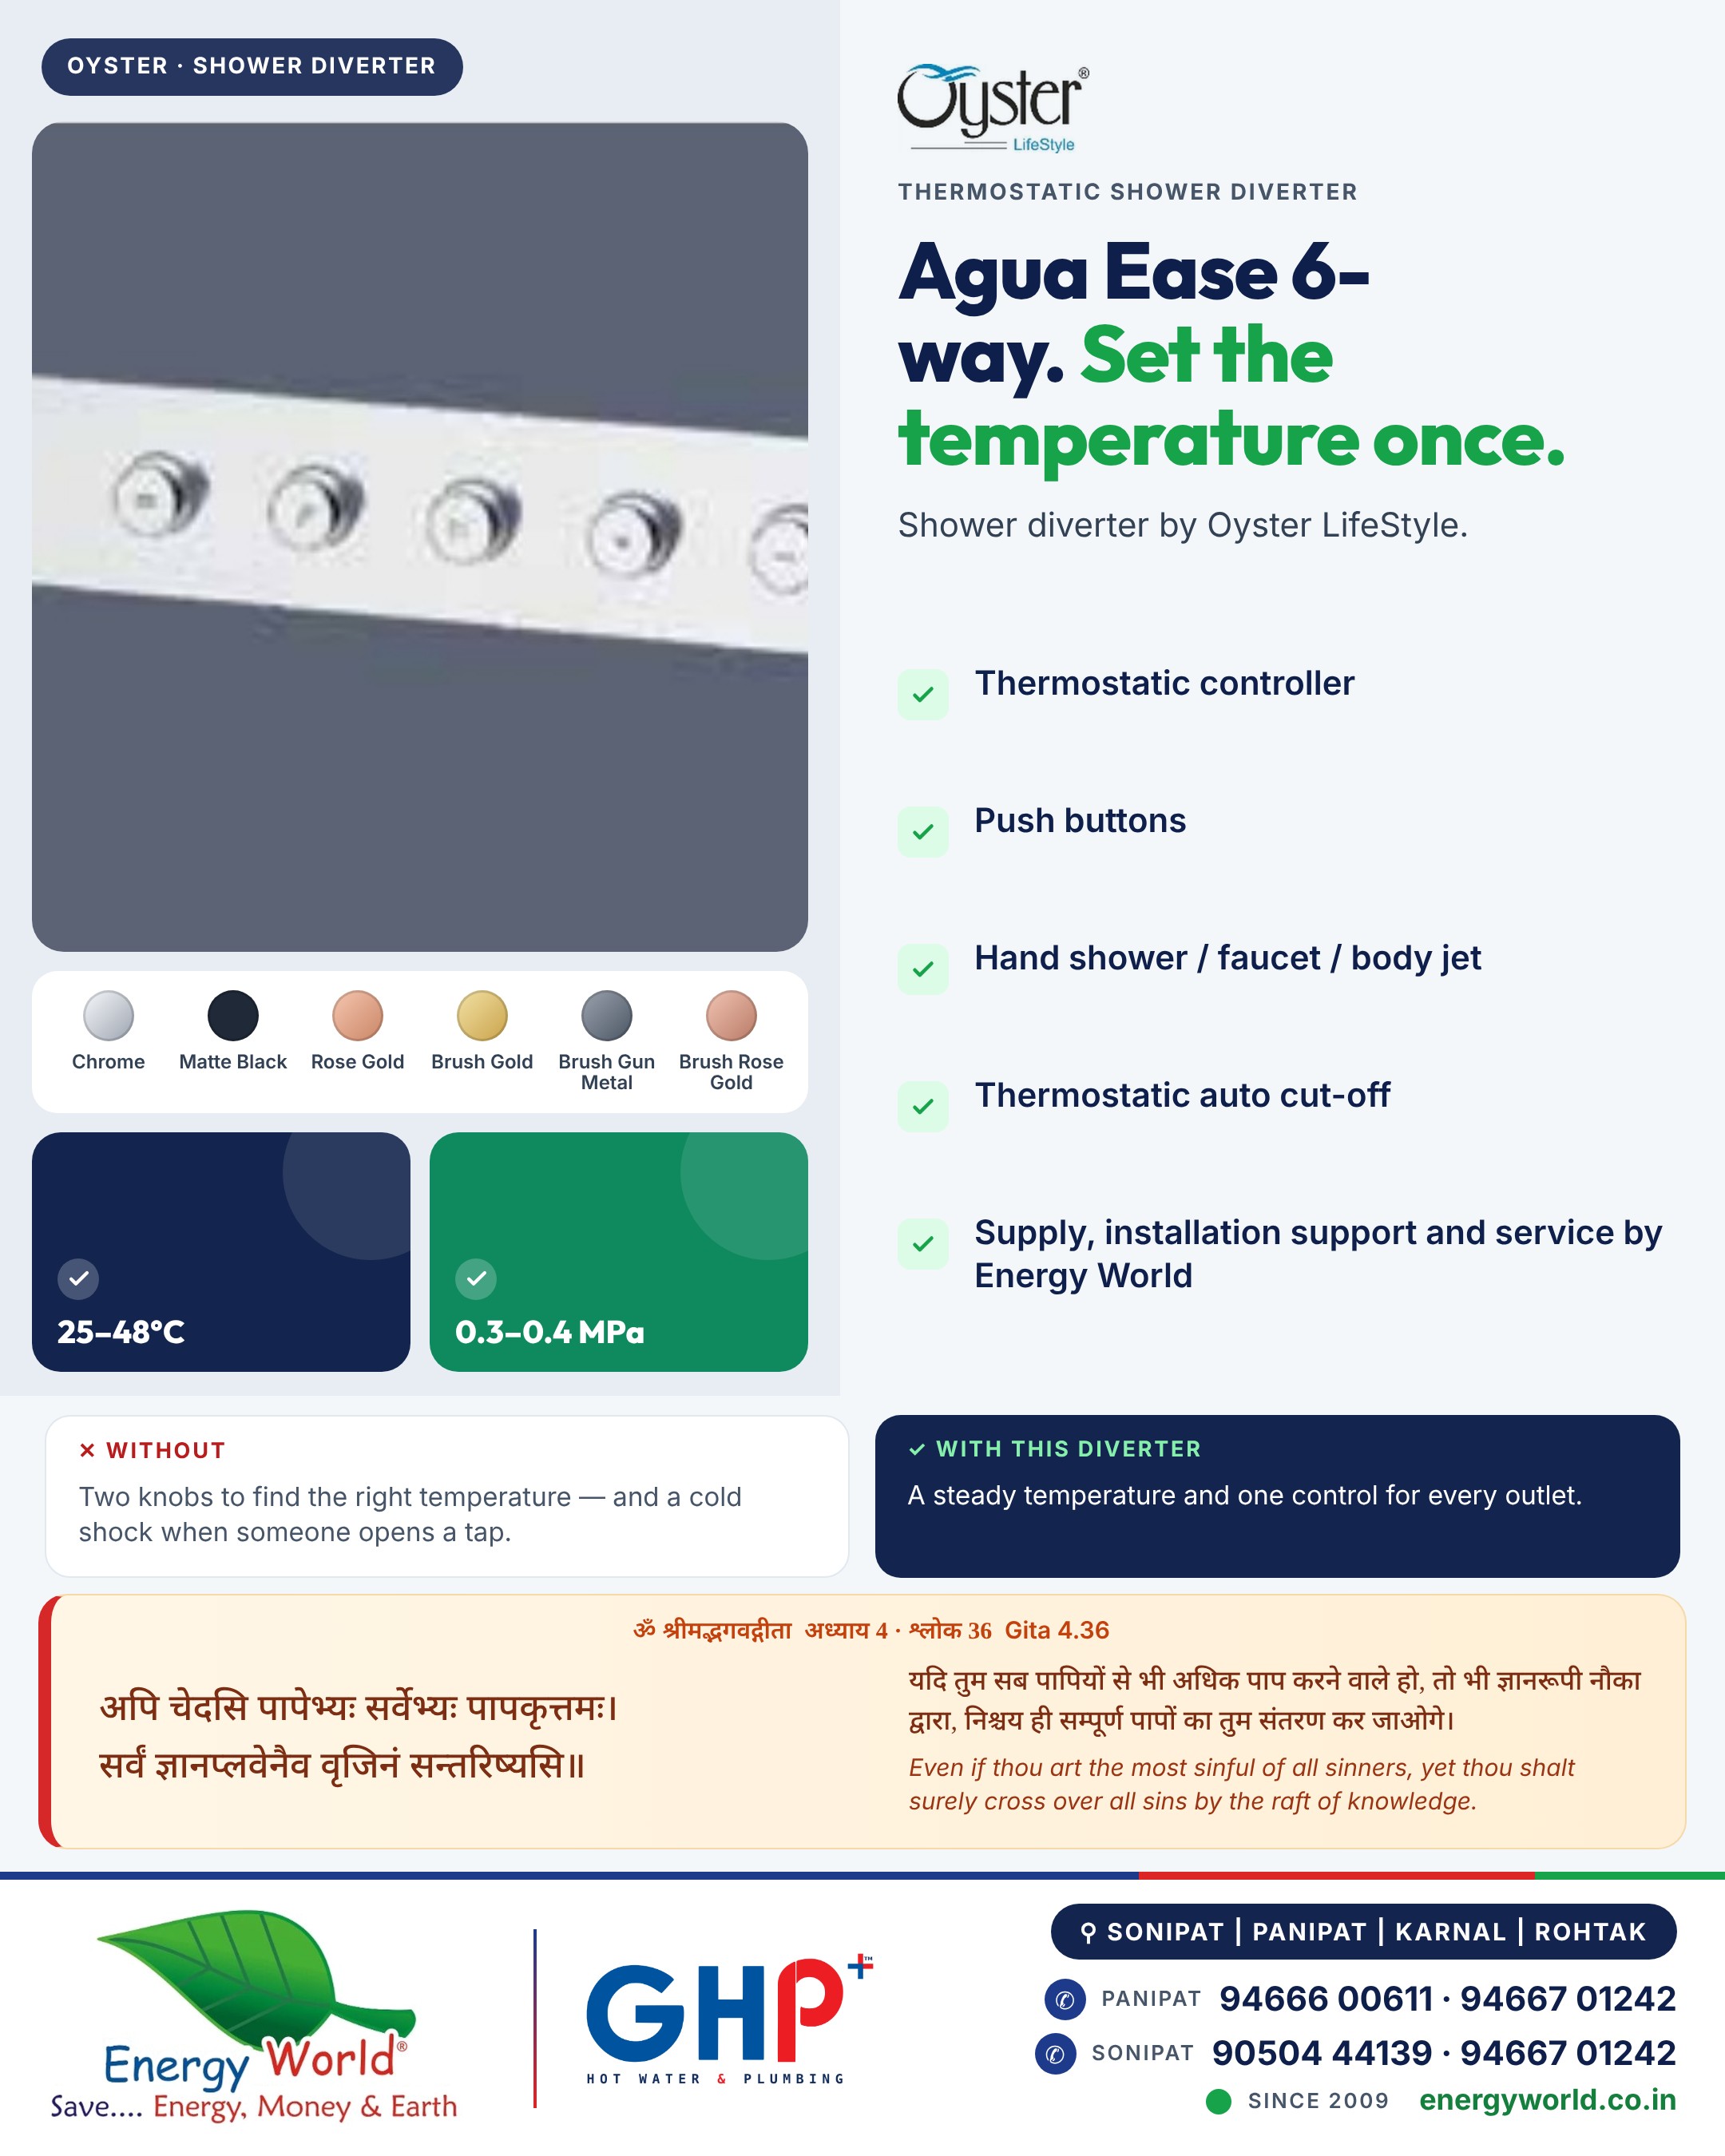 OYSTER · SHOWER DIVERTER
Oyster®
LifeStyle
THERMOSTATIC SHOWER DIVERTER
Agua Ease 6-
way. Set the
temperature once.
Shower diverter by Oyster LifeStyle.
Thermostatic controller
Push buttons
Hand shower / faucet / body jet
Thermostatic auto cut-off
Supply, installation support and service by
Energy World
Chrome
Matte Black
Rose Gold
Brush Gold
Brush Gun
Metal
Brush Rose
Gold
25–48°C
0.3–0.4 MPa
✕ WITHOUT
Two knobs to find the right temperature — and a cold
shock when someone opens a tap.
✓ WITH THIS DIVERTER
A steady temperature and one control for every outlet.
ॐ श्रीमद्भगवद्गीता अध्याय 4 · श्लोक 36 Gita 4.36
अपि चेदसि पापेभ्यः सर्वेभ्यः पापकृत्तमः।
सर्वं ज्ञानप्लवेनैव वृजिनं सन्तरिष्यसि॥
यदि तुम सब पापियों से भी अधिक पाप करने वाले हो, तो भी ज्ञानरूपी नौका
द्वारा, निश्चय ही सम्पूर्ण पापों का तुम संतरण कर जाओगे।
Even if thou art the most sinful of all sinners, yet thou shalt
surely cross over all sins by the raft of knowledge.
Energy World®
Save.... Energy, Money & Earth
GHP+™
HOT WATER & PLUMBING
SONIPAT | PANIPAT | KARNAL | ROHTAK
PANIPAT 94666 00611 · 94667 01242
SONIPAT 90504 44139 · 94667 01242
SINCE 2009 energyworld.co.in